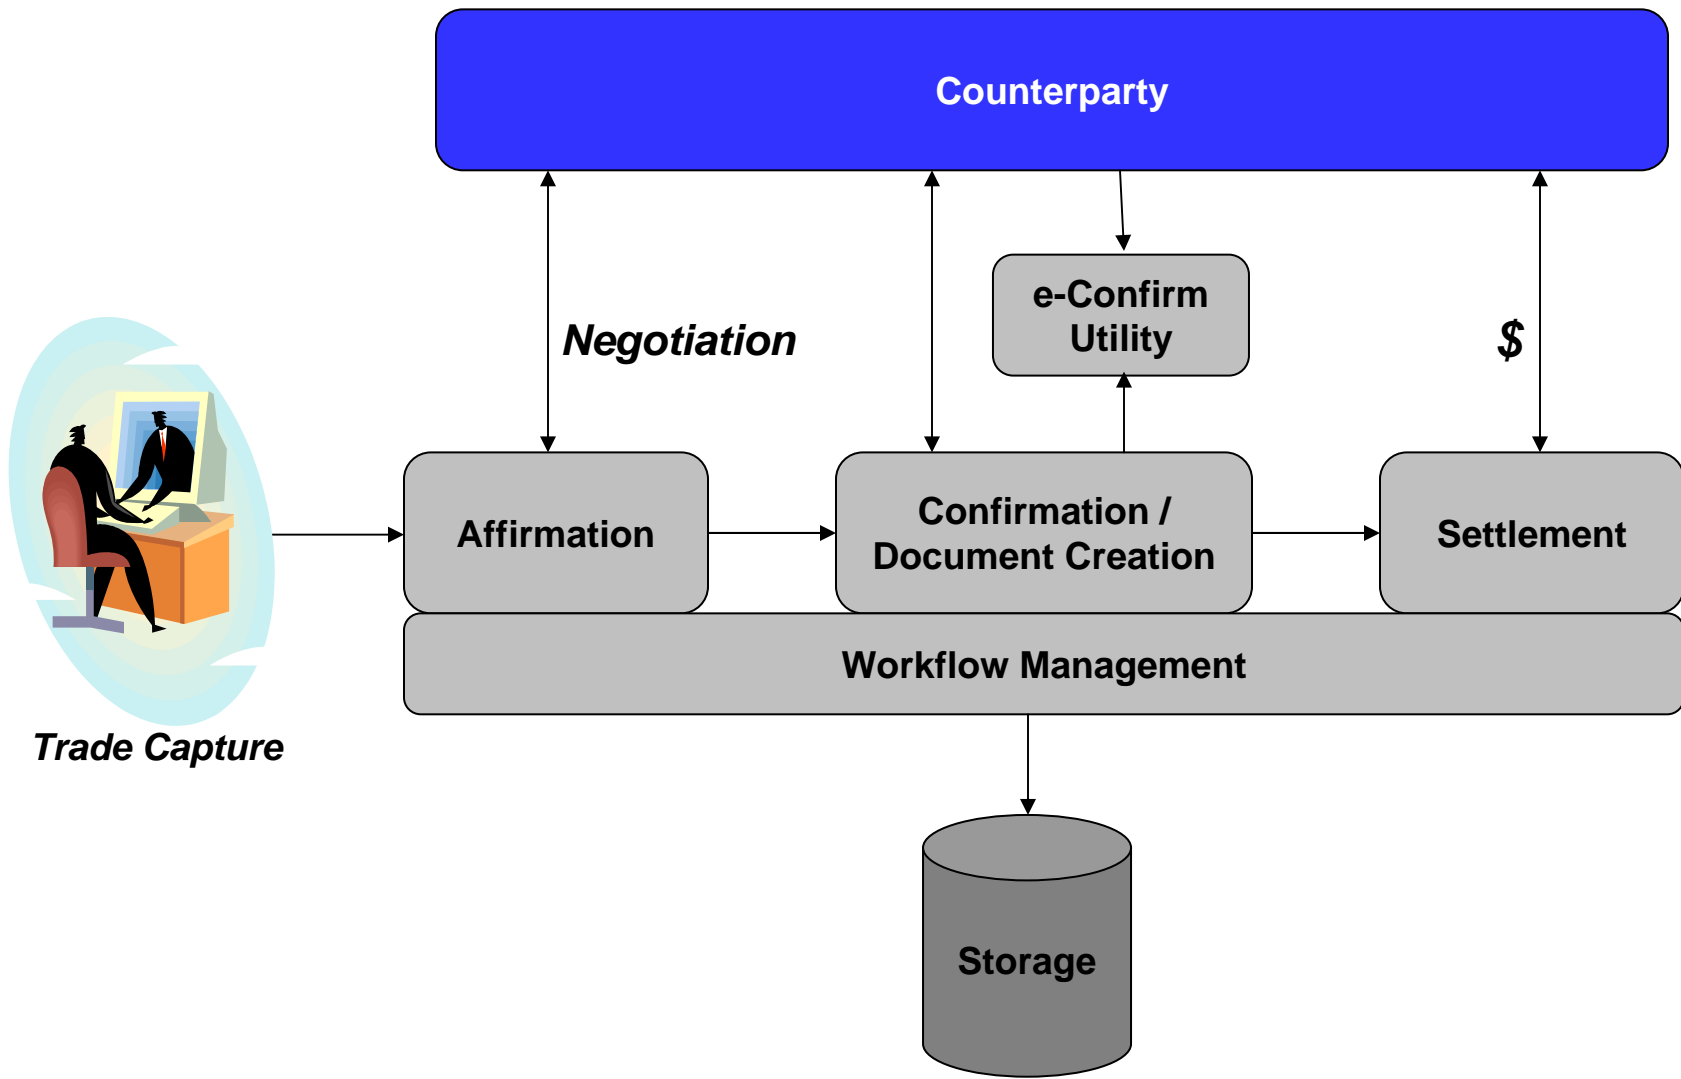 Counterparty
e-Confirm
Utility
Negotiation
$
Affirmation
Confirmation /
Document Creation
Settlement
Workflow Management
Trade Capture
Storage